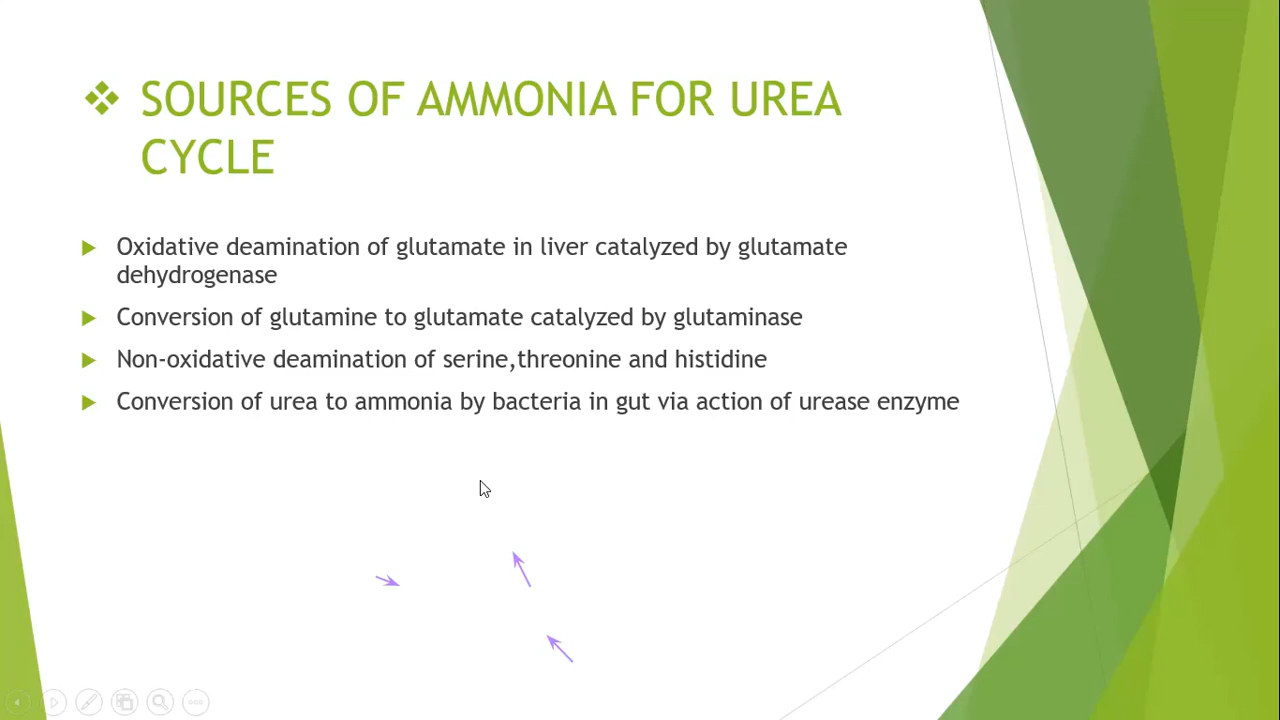 SOURCES OF AMMONIA FOR UREA
CYCLE
Oxidative deamination of glutamate in liver catalyzed by glutamate
dehydrogenase
Conversion of glutamine to glutamate catalyzed by glutaminase
Non-oxidative deamination of serine,threonine and histidine
Conversion of urea to ammonia by bacteria in gut via action of urease enzyme